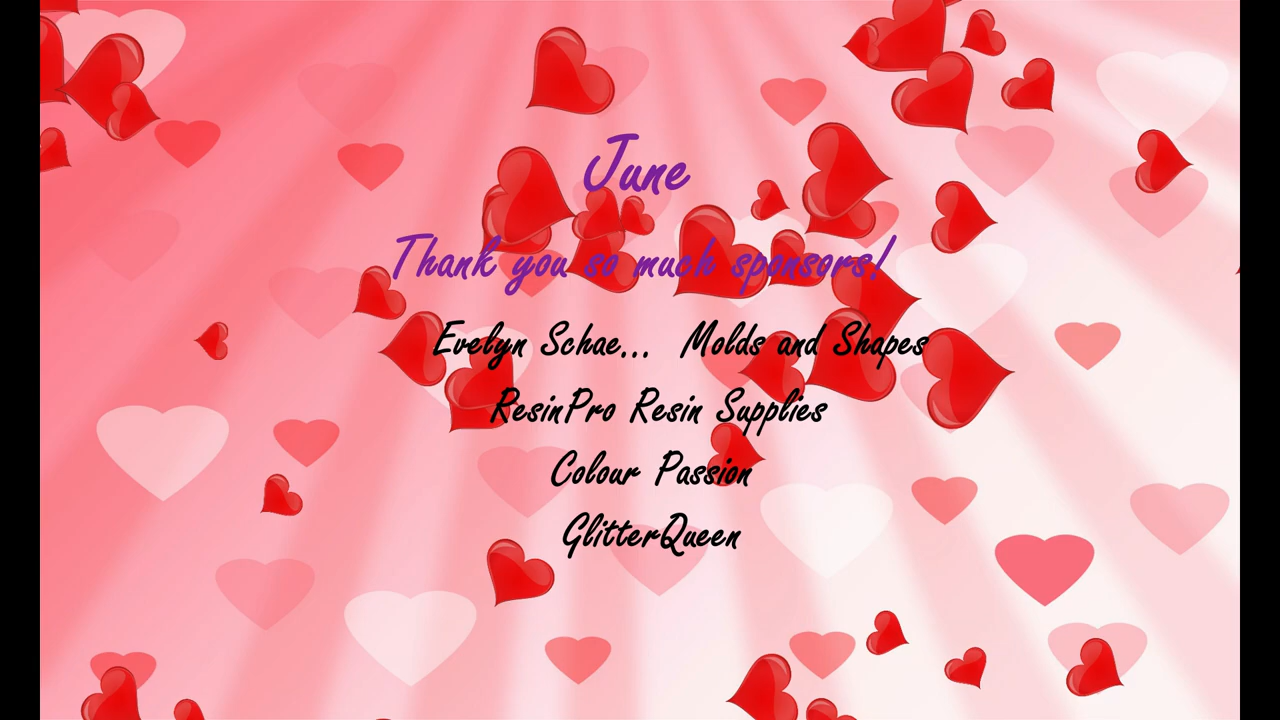 June
Thank you so much sponsors!
Evelyn Schae... Molds and Shapes
ResinPro Resin Supplies
Colour Passion
GlitterQueen